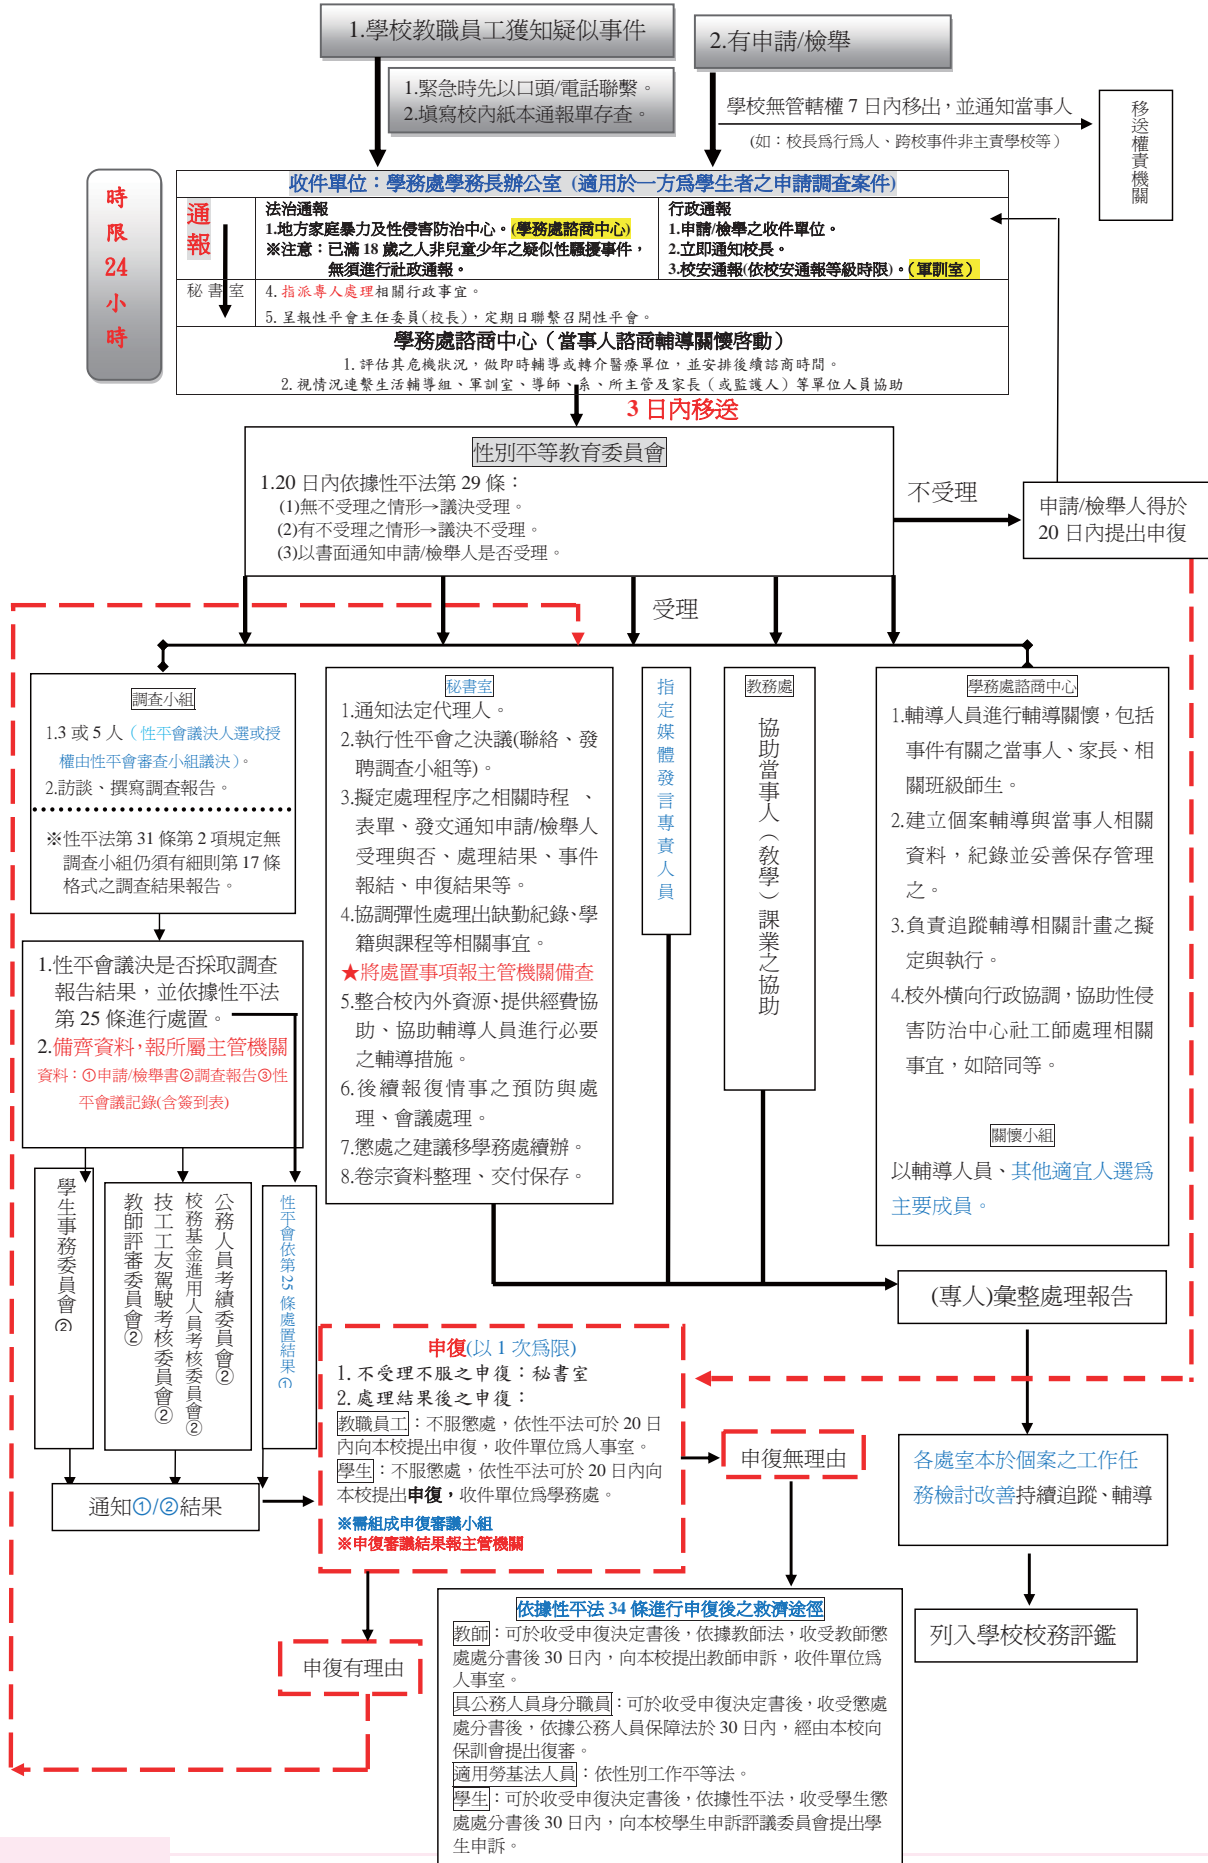 1.學校教職員工獲知疑似事件
2.有申請/檢舉
1.緊急時先以口頭/電話聯繫。
2.填寫校內紙本通報單存查。
學校無管轄權 7 日內移出，並通知當事人
(如：校長為行為人、跨校事件非主責學校等）
移送權責機關
時限24小時
收件單位：學務處學務長辦公室 (適用於一方為學生者之申請調查案件)
通報
法治通報
1.地方家庭暴力及性侵害防治中心。(學務處諮商中心)
※注意：已滿 18 歲之人非兒童少年之疑似性騷擾事件，
無須進行社政通報。
行政通報
1.申請/檢舉之收件單位。
2.立即通知校長。
3.校安通報(依校安通報等級時限)。(軍訓室）
秘書室
4. 指派專人處理相關行政事宜。
5. 呈報性平會主任委員(校長)，定期日聯繫召開性平會。
學務處諮商中心（當事人諮商輔導關懷啓動）
1. 評估其危機狀況，做即時輔導或轉介醫療單位，並安排後續諮商時間。
2. 視情況連繫生活輔導組、軍訓室、導師、系、所主管及家長（或監護人）等單位人員協助
3 日內移送
性別平等教育委員會
1.20 日內依據性平法第 29 條：
(1)無不受理之情形→議決受理。
(2)有不受理之情形→議決不受理。
(3)以書面通知申請/檢舉人是否受理。
不受理
申請/檢舉人得於
20 日內提出申復
受理
調查小組
1.3 或 5 人（性平會議決人選或授
權由性平會審查小組議決)。
2.訪談、撰寫調查報告。
※性平法第 31 條第 2 項規定無
調查小組仍須有細則第 17 條
格式之調查結果報告。
秘書室
1.通知法定代理人。
2.執行性平會之決議(聯絡、發
聘調查小組等)。
3.擬定處理程序之相關時程 、
表單、發文通知申請/檢舉人
受理與否、處理結果、事件
報結、申復結果等。
4.協調彈性處理出缺勤紀錄、學
籍與課程等相關事宜。
★將處置事項報主管機關備查
5.整合校內外資源、提供經費協
助、協助輔導人員進行必要
之輔導措施。
6.後續報復情事之預防與處
理、會議處理。
7.懲處之建議移學務處續辦。
8.卷宗資料整理、交付保存。
指定媒體發言專責人員
教務處
協助當事人（教學）課業之協助
學務處諮商中心
1.輔導人員進行輔導關懷，包括
事件有關之當事人、家長、相
關班級師生。
2.建立個案輔導與當事人相關
資料，紀錄並妥善保存管理
之。
3.負責追蹤輔導相關計畫之擬
定與執行。
4.校外橫向行政協調，協助性侵
害防治中心社工師處理相關
事宜，如陪同等。
關懷小組
以輔導人員、其他適宜人選為
主要成員。
1.性平會議決是否採取調查
報告結果，並依據性平法
第 25 條進行處置。
2.備齊資料，報所屬主管機關
資料：①申請/檢舉書②調查報告③性
平會議記錄(含簽到表)
學生事務委員會②
公務人員考績委員會②
校務基金進用人員考核委員會②
技工工友駕駛考核委員會②
教師評審委員會②
性平會依第 25 條處置結果①
通知①/②結果
(專人)彙整處理報告
申復(以 1 次為限)
1. 不受理不服之申復：秘書室
2. 處理結果後之申復：
教職員工：不服懲處，依性平法可於 20 日
內向本校提出申復，收件單位為人事室。
學生：不服懲處，依性平法可於 20 日內向
本校提出申復，收件單位為學務處。
※需組成申復審議小組
※申復審議結果報主管機關
申復無理由
各處室本於個案之工作任
務檢討改善持續追蹤、輔導
申復有理由
列入學校校務評鑑
依據性平法 34 條進行申復後之救濟途徑
教師：可於收受申復決定書後，依據教師法，收受教師懲
處處分書後 30 日內，向本校提出教師申訴，收件單位為
人事室。
具公務人員身分職員：可於收受申復決定書後，收受懲處
處分書後，依據公務人員保障法於 30 日內，經由本校向
保訓會提出復審。
適用勞基法人員：依性別工作平等法。
學生：可於收受申復決定書後，依據性平法，收受學生懲
處處分書後 30 日內，向本校學生申訴評議委員會提出學
生申訴。